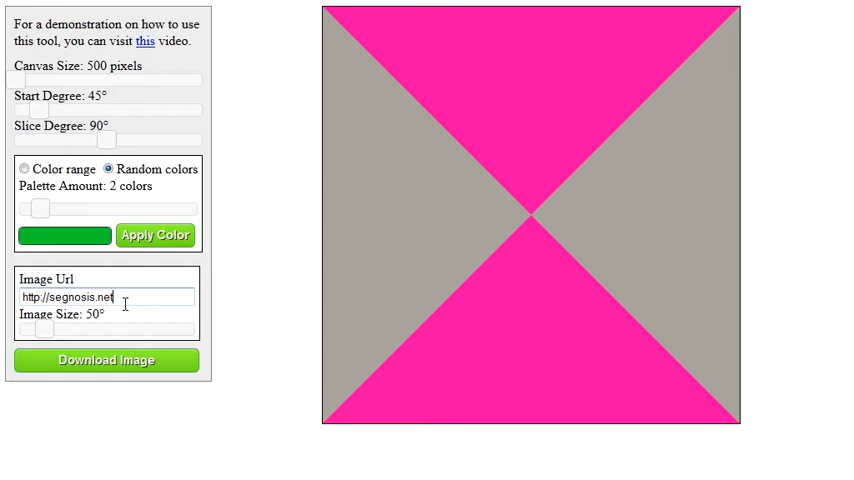 For a demonstration on how to use
this tool, you can visit this video.
Canvas Size: 500 pixels
Start Degree: 45°
Slice Degree: 90°
Color range Random colors
Palette Amount: 2 colors
Apply Color
Image Url
http://segnosis.net
Image Size: 50°
Download Image